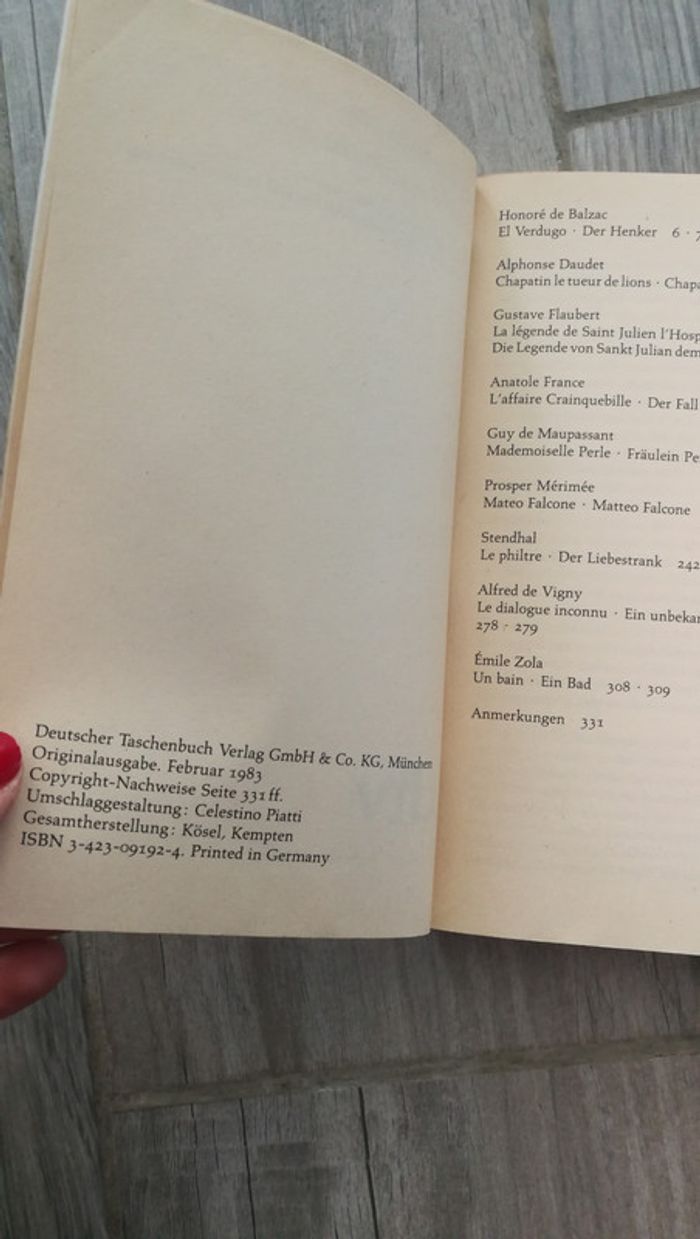 Deutscher Taschenbuch Verlag GmbH & Co. KG, München
Originalausgabe. Februar 1983
Copyright-Nachweise Seite 331 ff.
Umschlaggestaltung: Celestino Piatti
Gesamtherstellung: Kösel, Kempten
ISBN 3-423-09192-4. Printed in Germany
Honoré de Balzac
El Verdugo · Der Henker 6 · 7
Alphonse Daudet
Chapatin le tueur de lions · Chapa
Gustave Flaubert
La légende de Saint Julien l'Hosp
Die Legende von Sankt Julian dem
Anatole France
L'affaire Crainquebille · Der Fall
Guy de Maupassant
Mademoiselle Perle · Fräulein Pe
Prosper Mérimée
Mateo Falcone · Matteo Falcone
Stendhal
Le philtre · Der Liebestrank 242
Alfred de Vigny
Le dialogue inconnu · Ein unbekan
278 · 279
Émile Zola
Un bain · Ein Bad 308 · 309
Anmerkungen 331